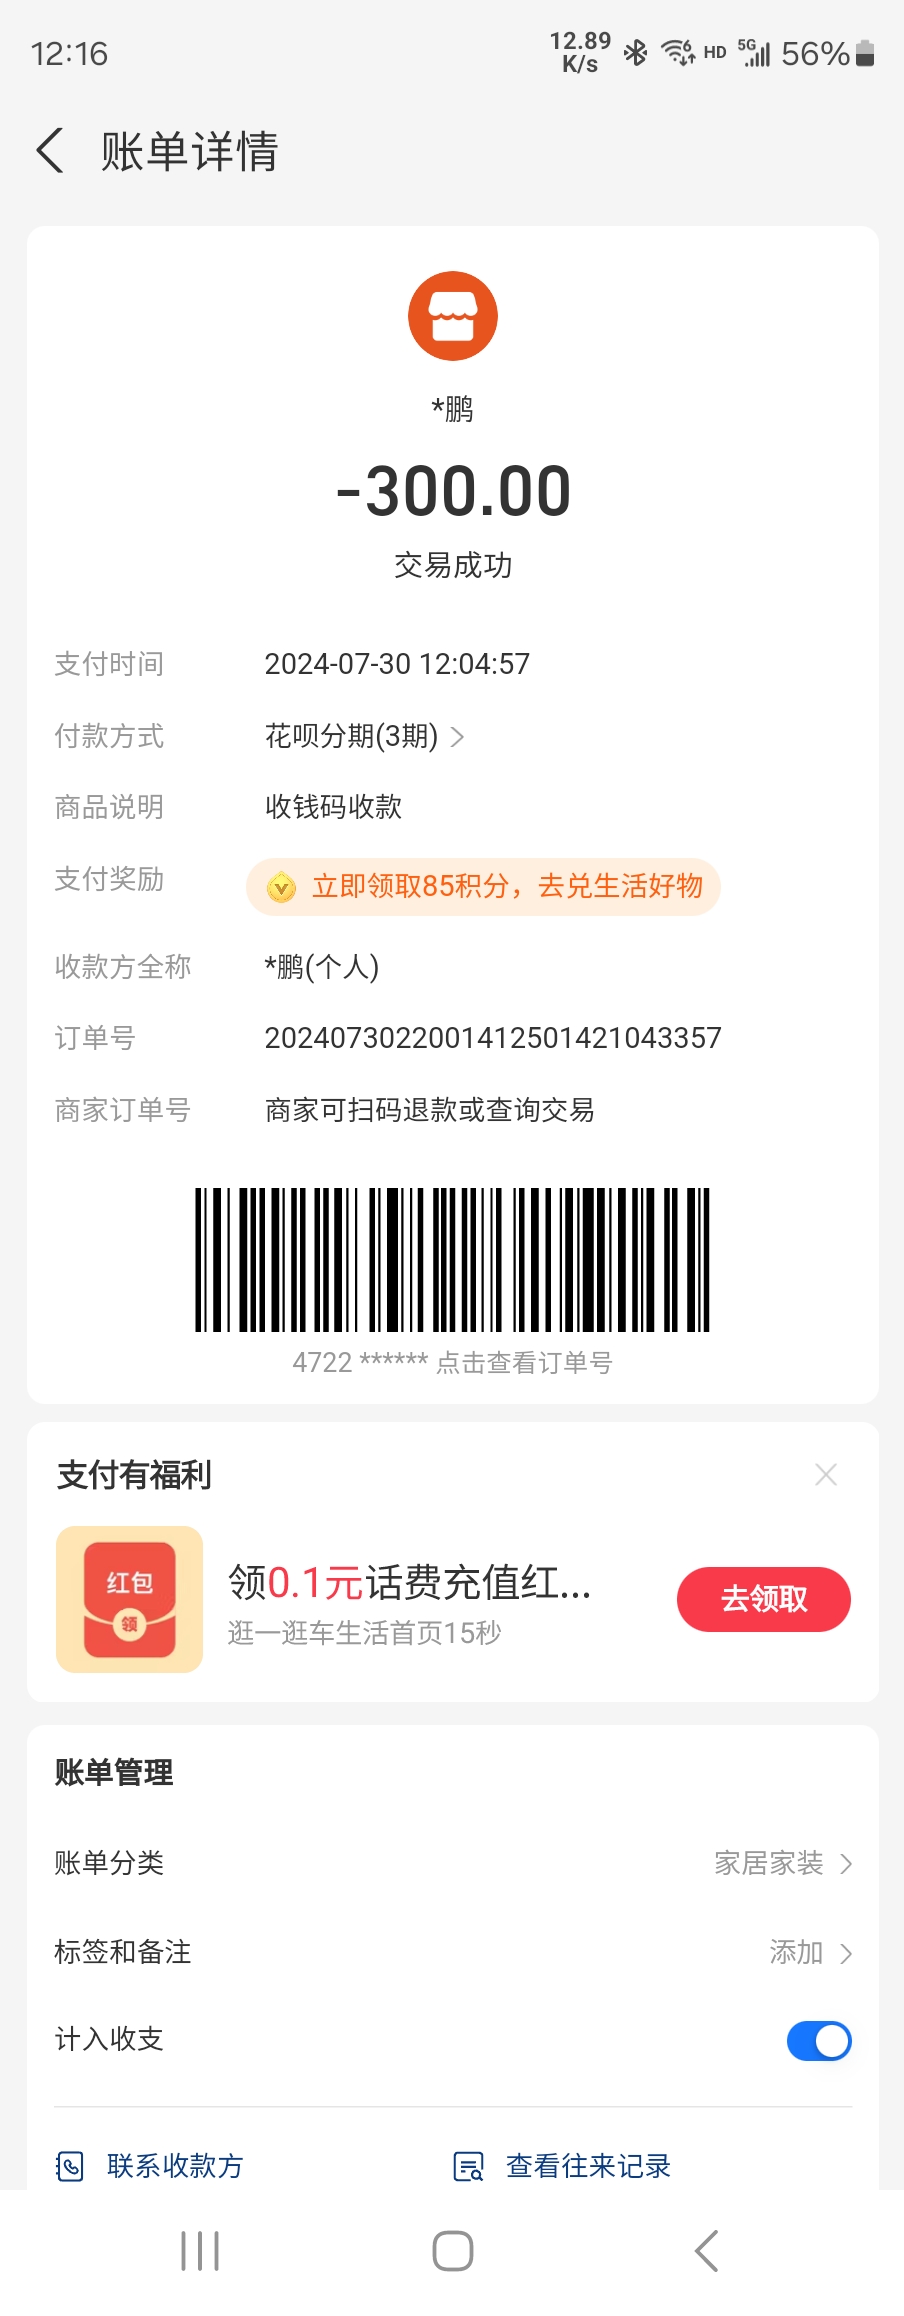 12:16
12.89
K/s
6
HD
5G
56%
账单详情
*鹏
-300.00
交易成功
支付时间 2024-07-30 12:04:57
付款方式 花呗分期(3期)
商品说明 收钱码收款
支付奖励 立即领取85积分，去兑生活好物
收款方全称 *鹏(个人)
订单号 2024073022001412501421043357
商家订单号 商家可扫码退款或查询交易
4722 ****** 点击查看订单号
支付有福利
红包
领
领0.1元话费充值红...
逛一逛车生活首页15秒
去领取
账单管理
账单分类 家居家装
标签和备注 添加
计入收支
联系收款方 查看往来记录